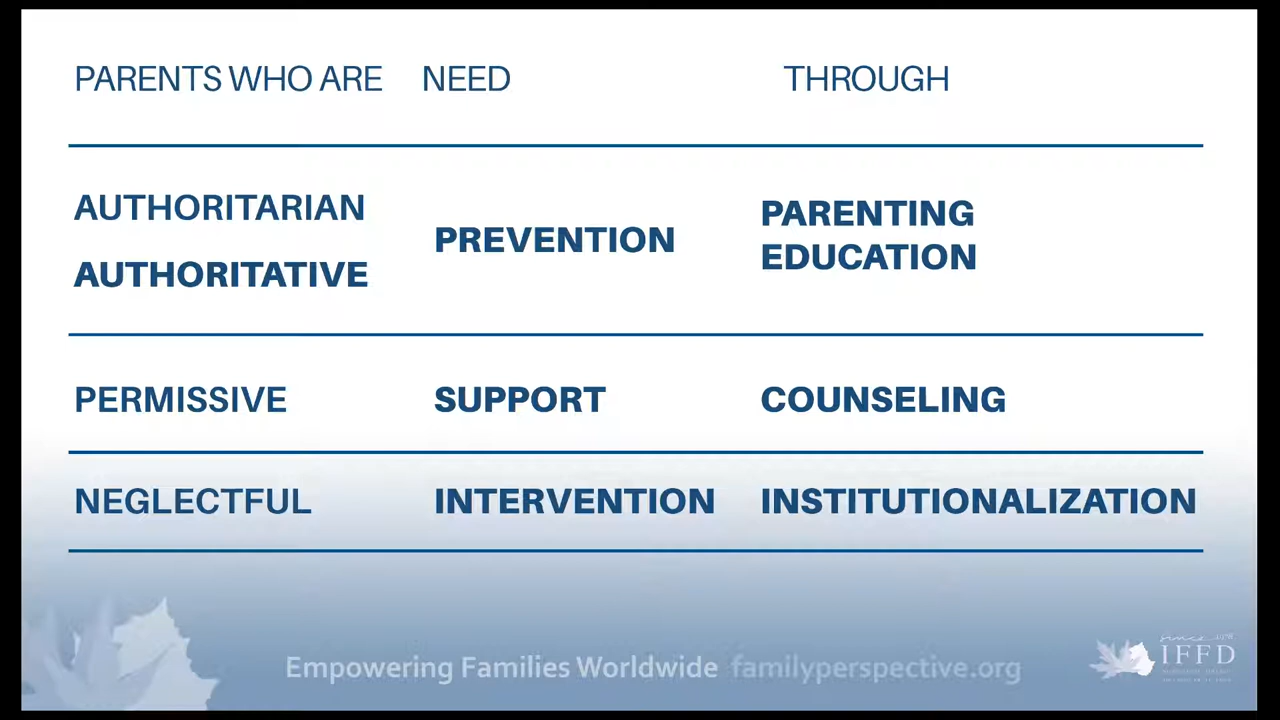 PARENTS WHO ARE NEED THROUGH
AUTHORITARIAN
AUTHORITATIVE
PREVENTION
PARENTING
EDUCATION
PERMISSIVE SUPPORT COUNSELING
NEGLECTFUL INTERVENTION INSTITUTIONALIZATION
Empowering Families Worldwide familyperspective.org
since
IFFD